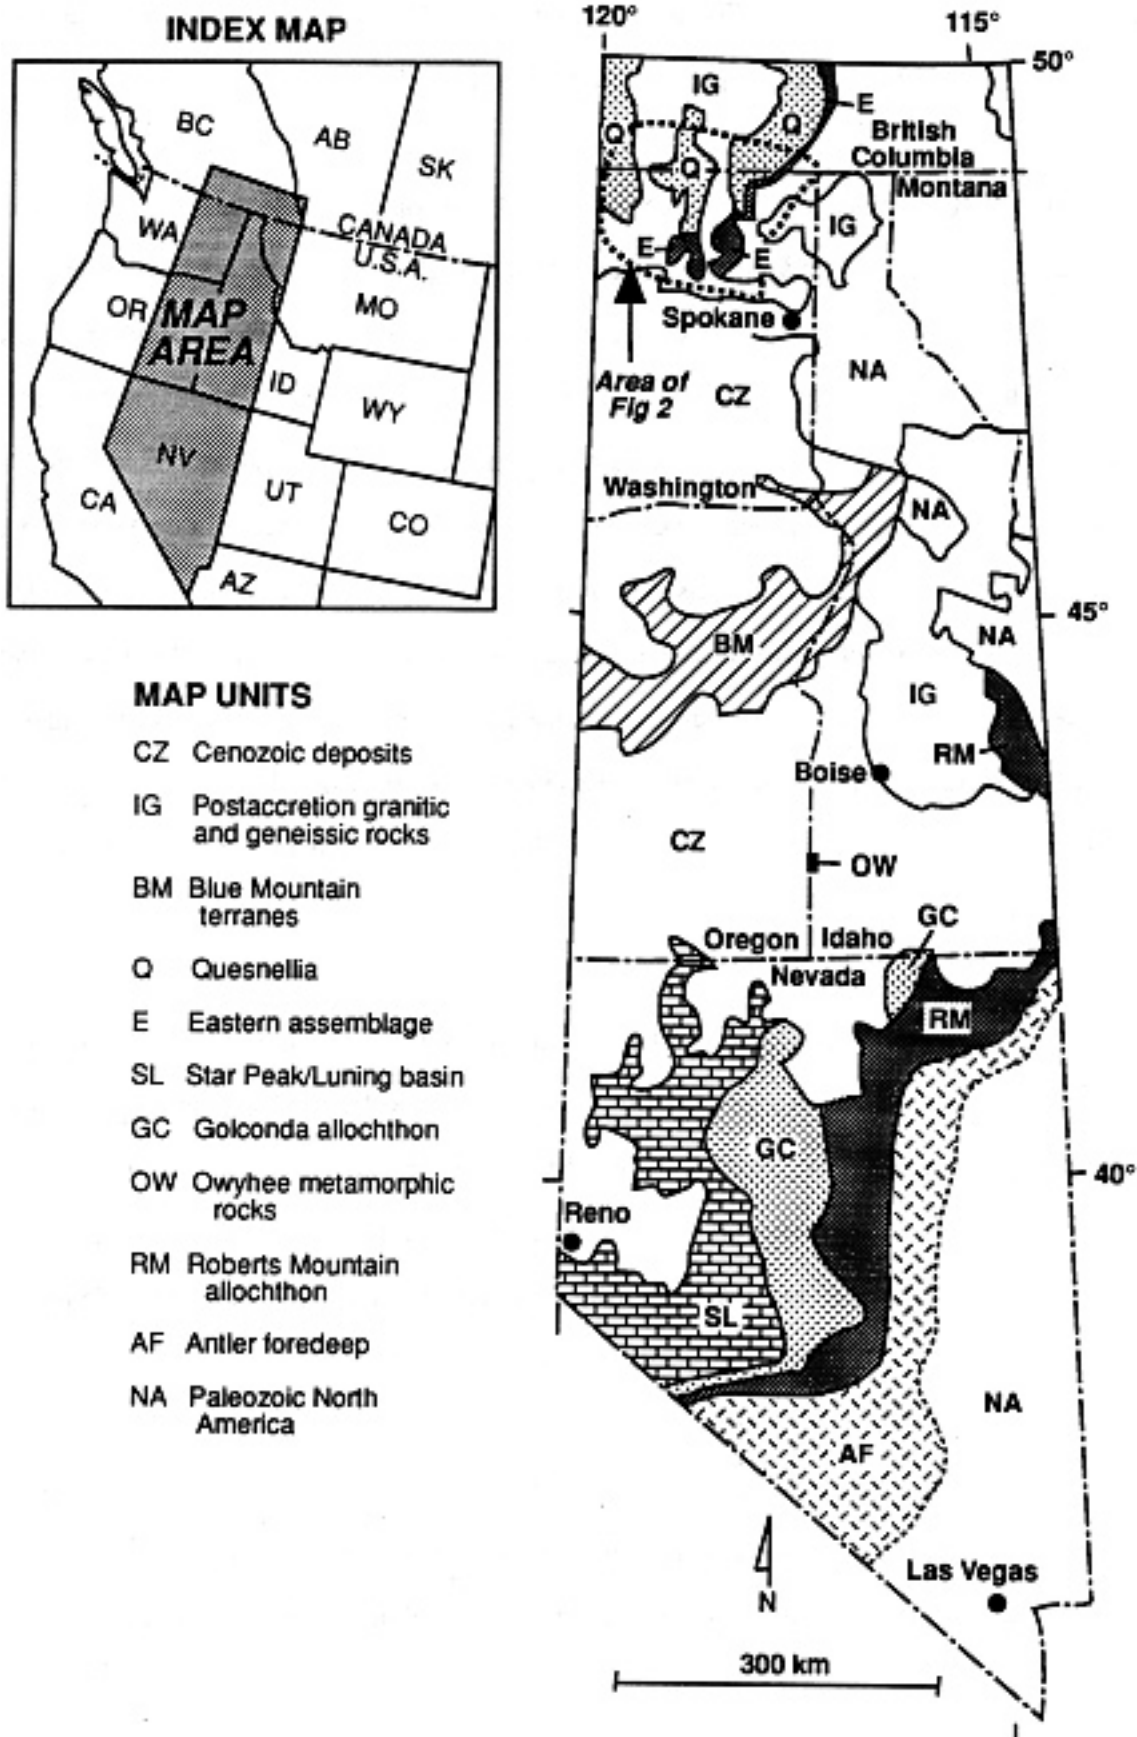 INDEX MAP
BC
AB
SK
WA
CANADA
U.S.A.
OR
MAP
AREA
MO
ID
WY
NV
CA
UT
CO
AZ
MAP UNITS
CZ Cenozoic deposits
IG Postaccretion granitic
and geneissic rocks
BM Blue Mountain
terranes
Q Quesnellia
E Eastern assemblage
SL Star Peak/Luning basin
GC Golconda allochthon
OW Owyhee metamorphic
rocks
RM Roberts Mountain
allochthon
AF Antler foredeep
NA Paleozoic North
America
120°
115°
50°
IG
E
Q
Q
British
Columbia
Q
Montana
IG
E
E
Spokane
Area of
Fig 2
CZ
NA
Washington
NA
45°
BM
NA
IG
RM
Boise
CZ
OW
GC
Oregon
Idaho
Nevada
RM
GC
40°
Reno
SL
NA
AF
Las Vegas
N
300 km